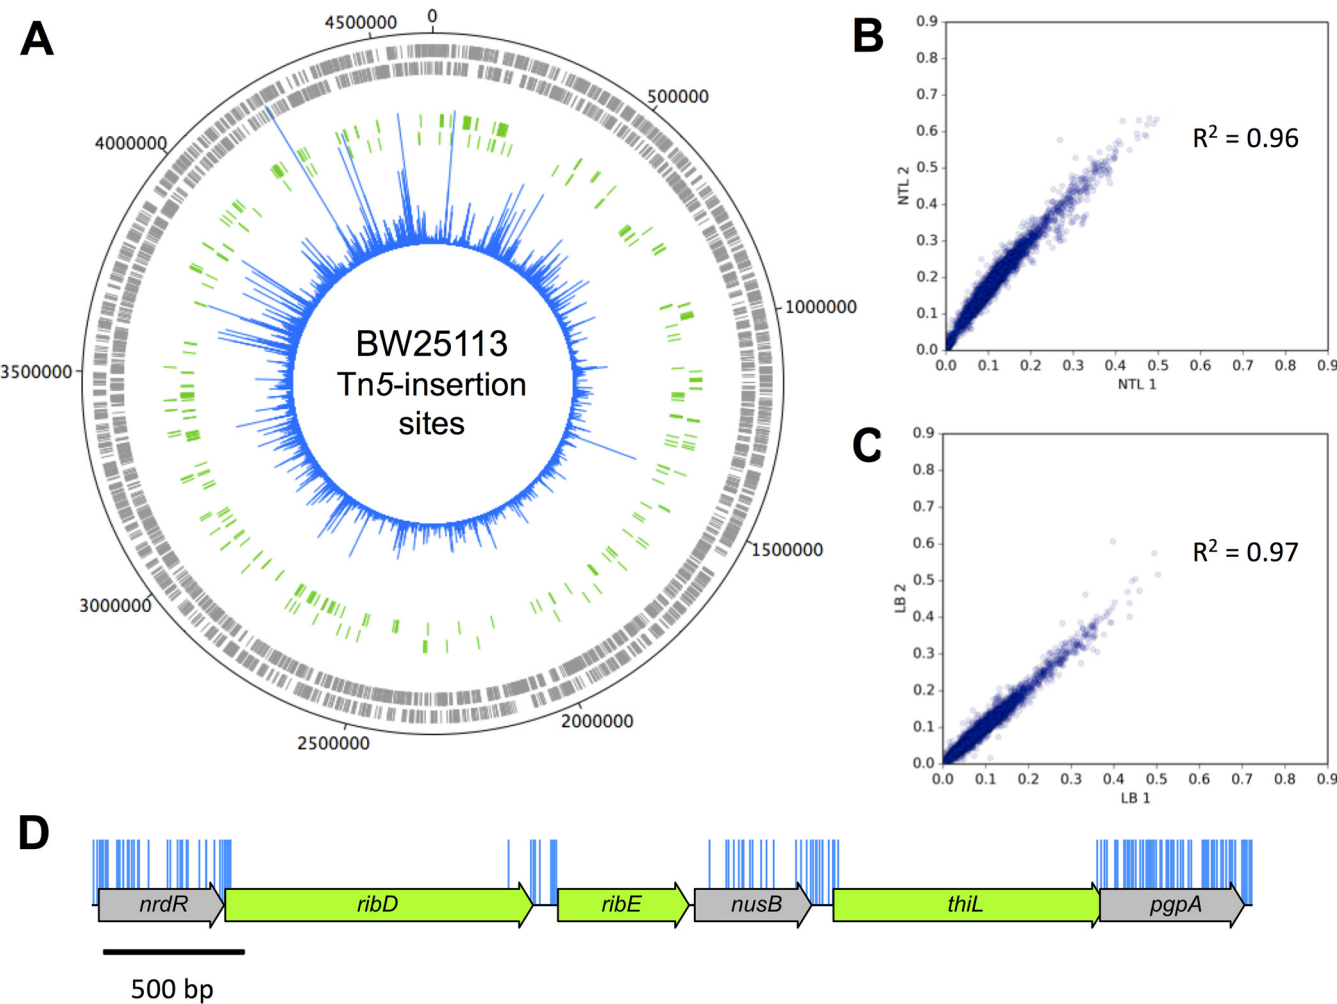 A
0
500000
1000000
1500000
2000000
2500000
3000000
3500000
4000000
4500000
BW25113
Tn5-insertion
sites
B
0.9
0.8
0.7
0.6
0.5
0.4
0.3
0.2
0.1
0.0
NTL 2
R² = 0.96
0.0 0.1 0.2 0.3 0.4 0.5 0.6 0.7 0.8 0.9
NTL 1
C
0.9
0.8
0.7
0.6
0.5
0.4
0.3
0.2
0.1
0.0
LB 2
R² = 0.97
0.0 0.1 0.2 0.3 0.4 0.5 0.6 0.7 0.8 0.9
LB 1
D
nrdR ribD ribE nusB thiL pgpA
500 bp